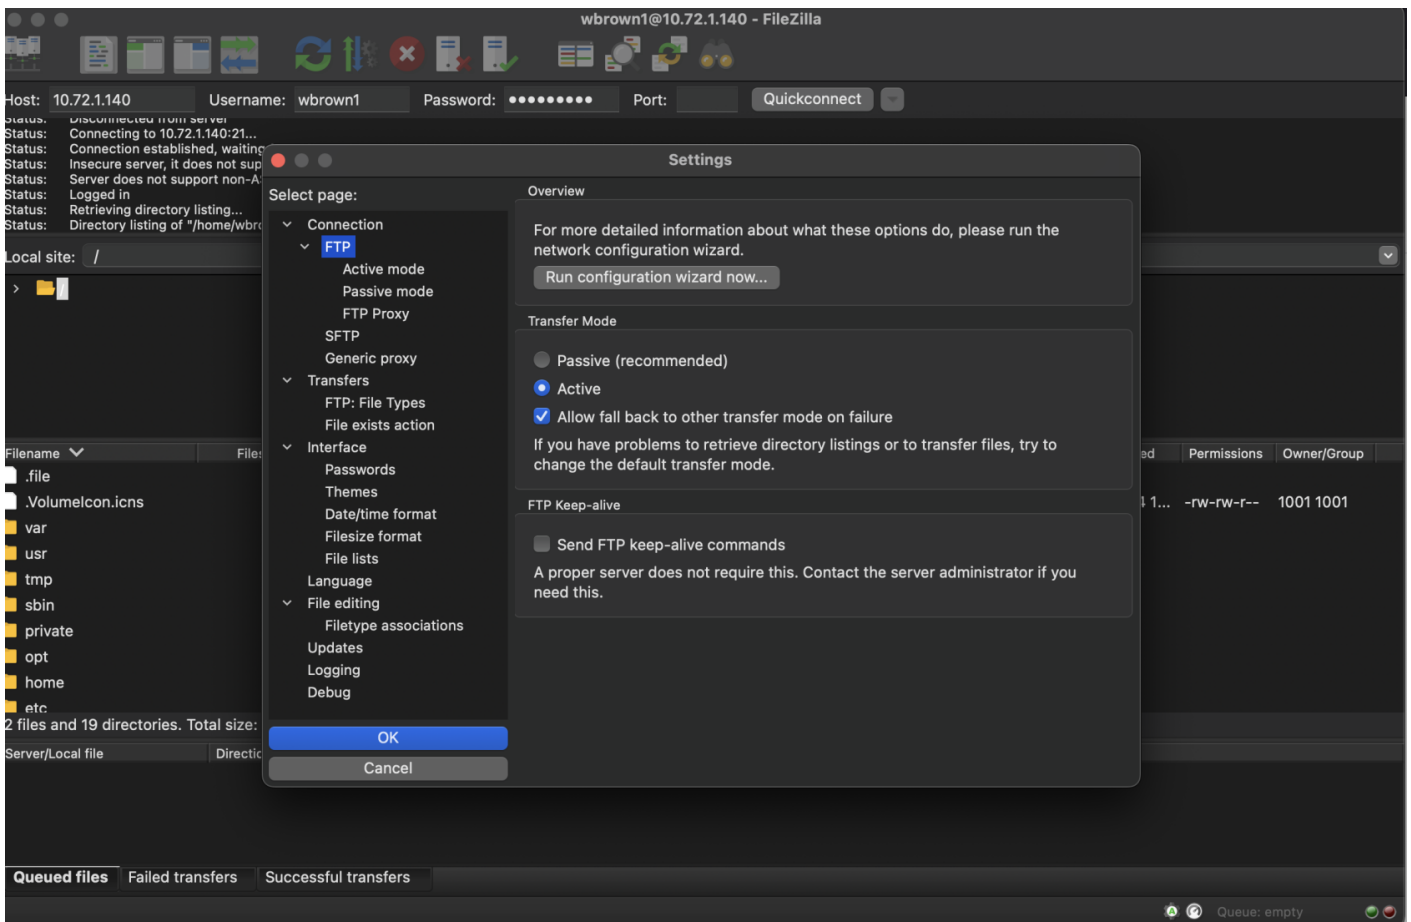 wbrown1@10.72.1.140 - FileZilla
Host: 10.72.1.140 Username: wbrown1 Password: ●●●●●●●●● Port: Quickconnect
Status: Disconnected from server
Status: Connecting to 10.72.1.140:21...
Status: Connection established, waiting
Status: Insecure server, it does not sup
Status: Server does not support non-A
Status: Logged in
Status: Retrieving directory listing...
Status: Directory listing of "/home/wbro
Local site: /
/
Filename Files
.file
.VolumeIcon.icns
var
usr
tmp
sbin
private
opt
home
etc
2 files and 19 directories. Total size:
Server/Local file Directio
Settings
Select page:
Connection
FTP
Active mode
Passive mode
FTP Proxy
SFTP
Generic proxy
Transfers
FTP: File Types
File exists action
Interface
Passwords
Themes
Date/time format
Filesize format
File lists
Language
File editing
Filetype associations
Updates
Logging
Debug
OK
Cancel
Overview
For more detailed information about what these options do, please run the
network configuration wizard.
Run configuration wizard now...
Transfer Mode
Passive (recommended)
Active
Allow fall back to other transfer mode on failure
If you have problems to retrieve directory listings or to transfer files, try to
change the default transfer mode.
FTP Keep-alive
Send FTP keep-alive commands
A proper server does not require this. Contact the server administrator if you
need this.
ed Permissions Owner/Group
1... -rw-rw-r-- 1001 1001
Queued files Failed transfers Successful transfers
Queue: empty